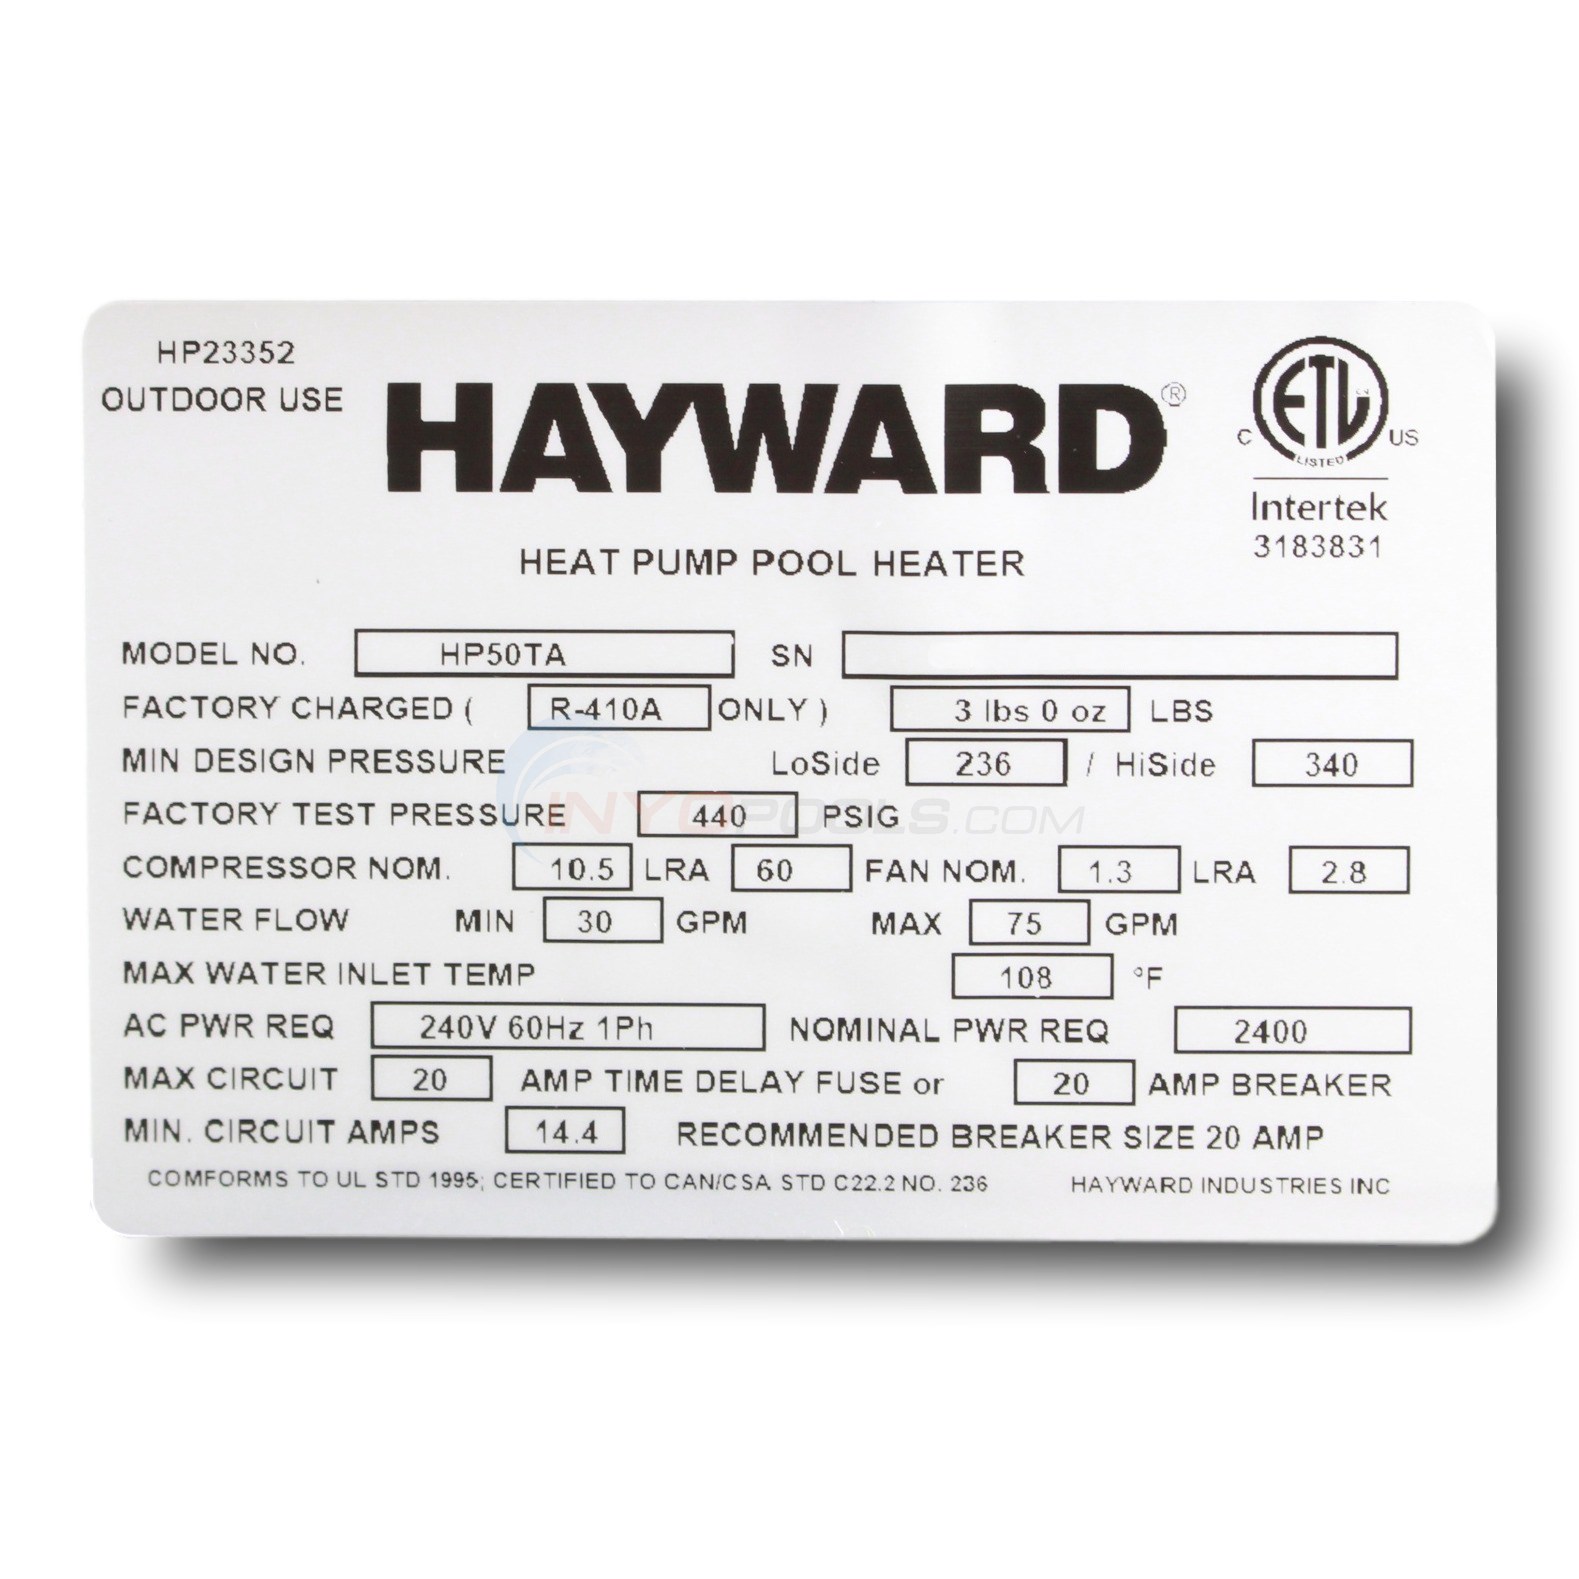 HP23352
OUTDOOR USE
HAYWARD®
ETL CM
C LISTED US
Intertek
3183831
HEAT PUMP POOL HEATER
MODEL NO. HP50TA SN
FACTORY CHARGED ( R-410A ONLY ) 3 lbs 0 oz LBS
MIN DESIGN PRESSURE LoSide 236 / HiSide 340
FACTORY TEST PRESSURE 440 PSIG
INYOPOOLS.COM
COMPRESSOR NOM. 10.5 LRA 60 FAN NOM. 1.3 LRA 2.8
WATER FLOW MIN 30 GPM MAX 75 GPM
MAX WATER INLET TEMP 108 °F
AC PWR REQ 240V 60Hz 1Ph NOMINAL PWR REQ 2400
MAX CIRCUIT 20 AMP TIME DELAY FUSE or 20 AMP BREAKER
MIN. CIRCUIT AMPS 14.4 RECOMMENDED BREAKER SIZE 20 AMP
COMFORMS TO UL STD 1995; CERTIFIED TO CAN/CSA STD C22.2 NO. 236 HAYWARD INDUSTRIES INC